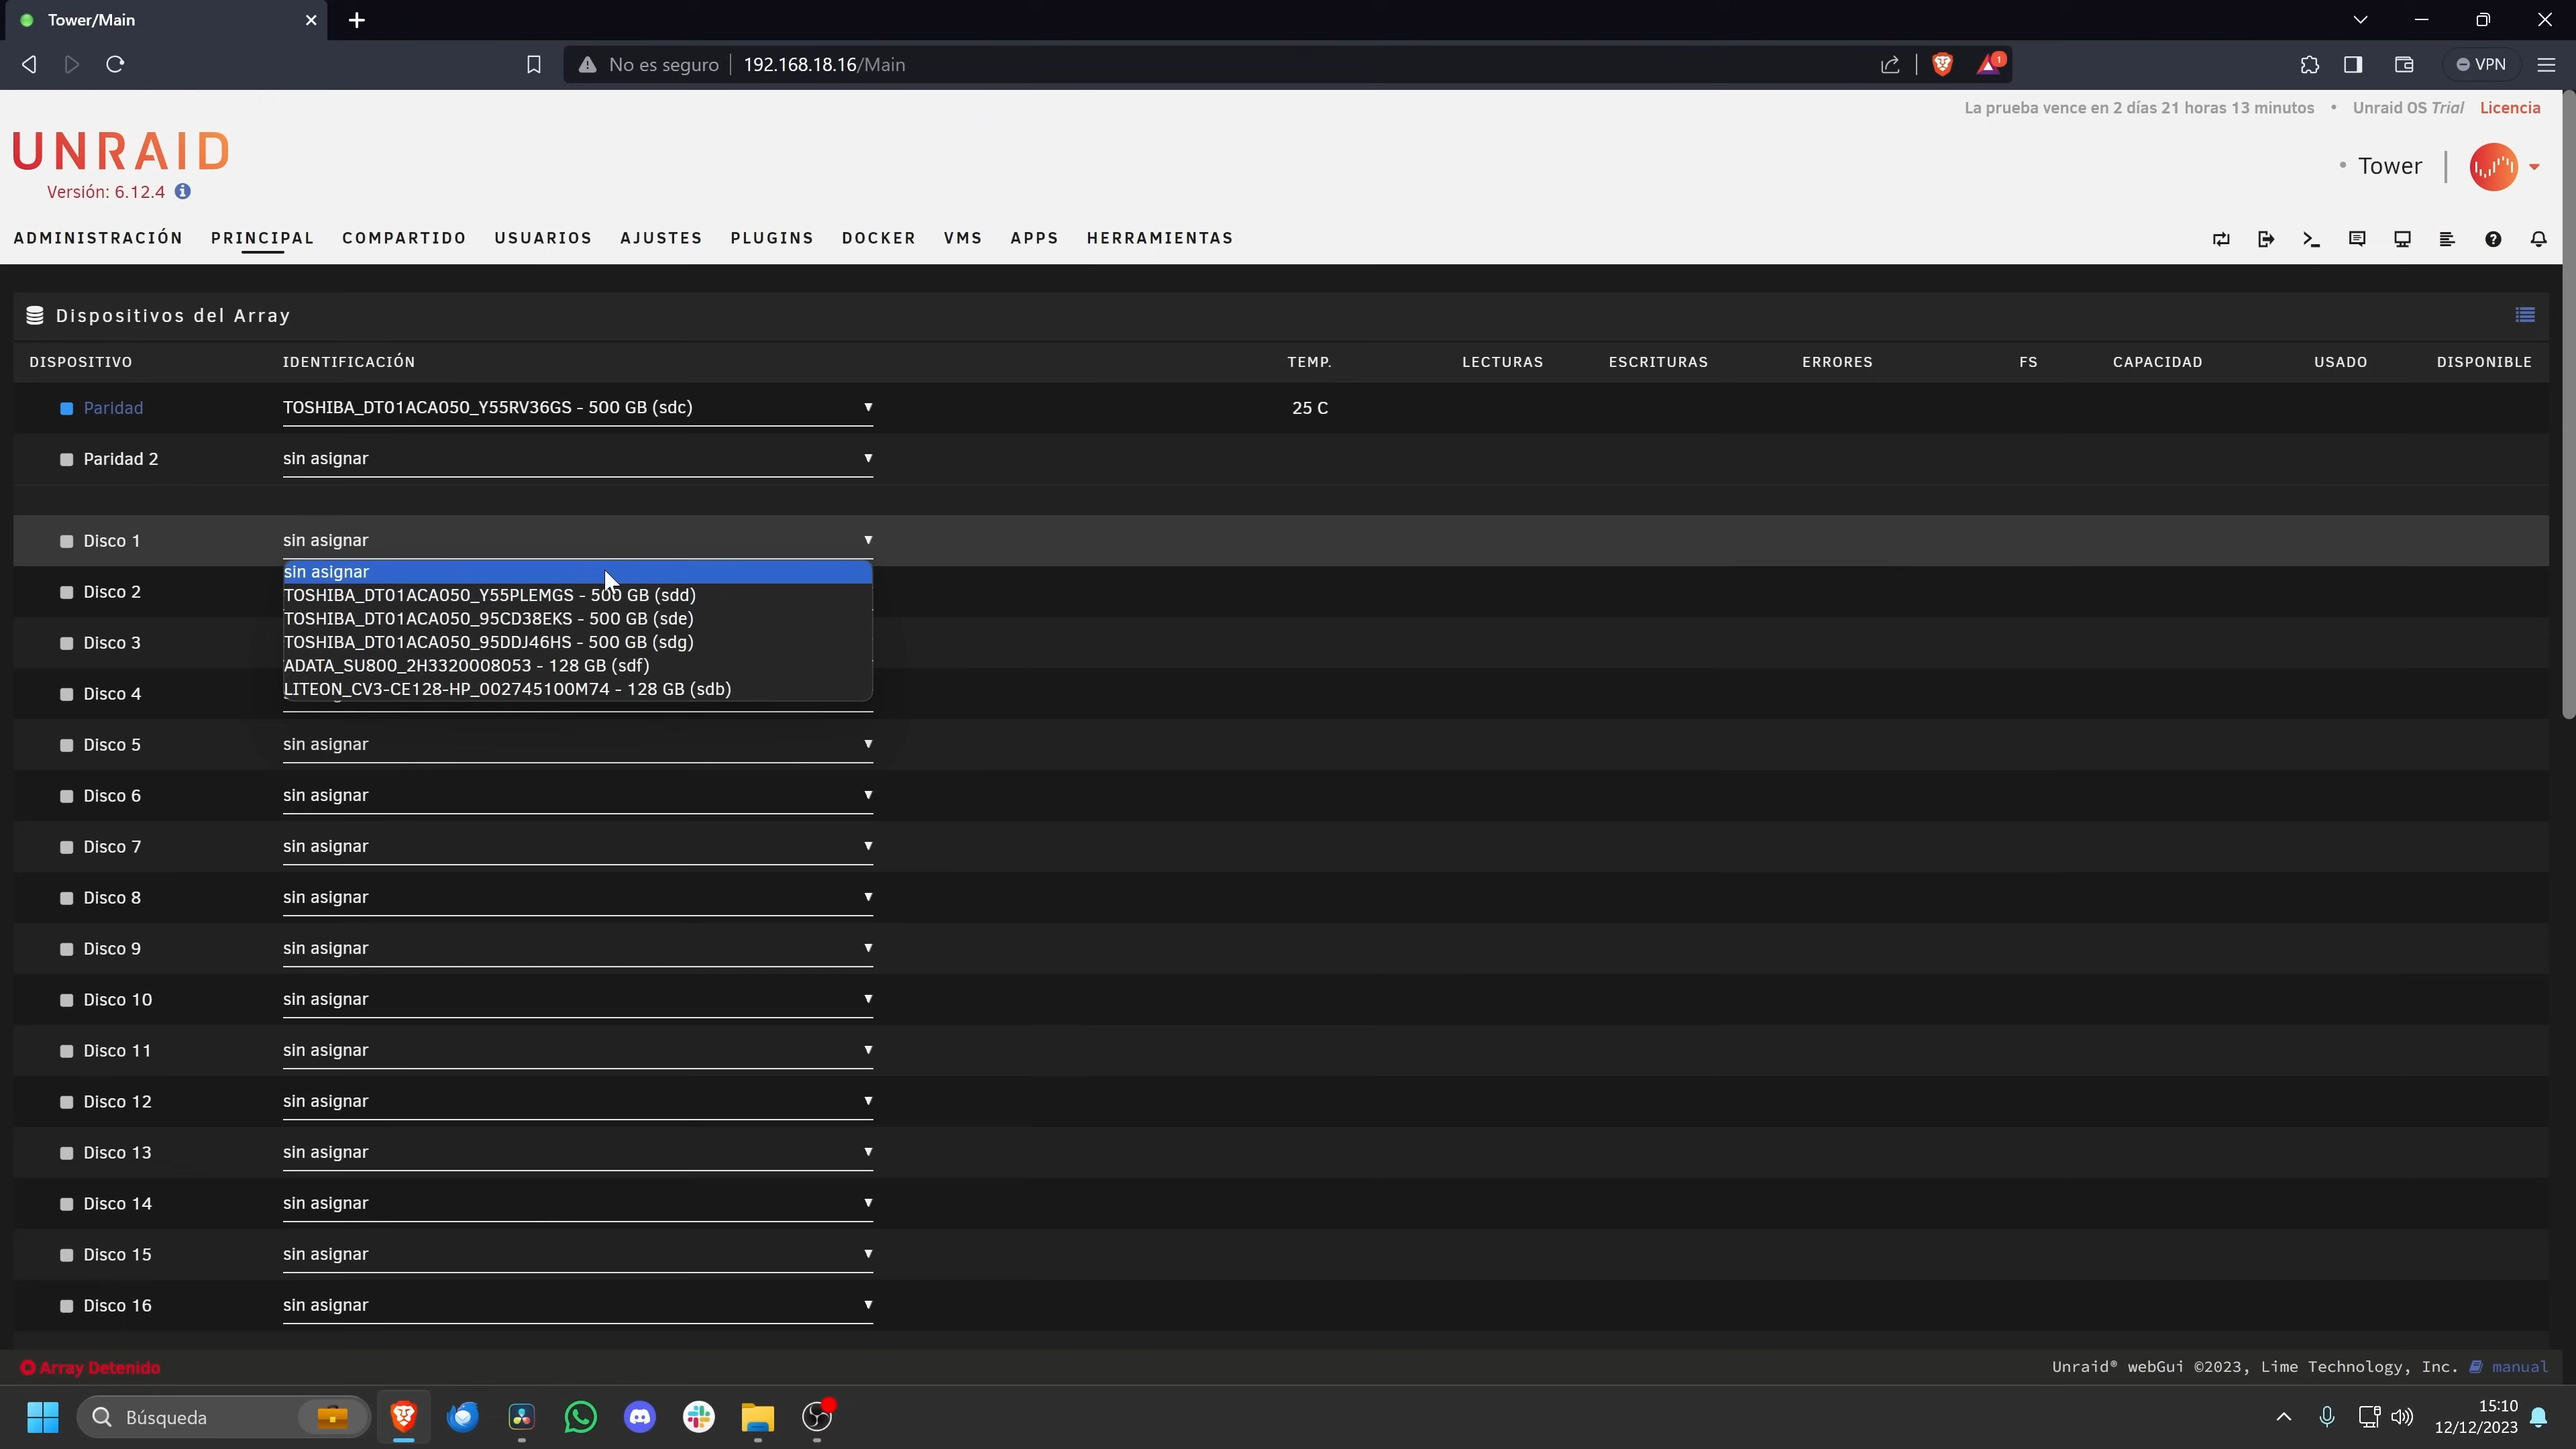 Tower/Main
No es seguro 192.168.18.16/Main
1
VPN
La prueba vence en 2 días 21 horas 13 minutos • Unraid OS Trial Licencia
UNRAID
Versión: 6.12.4
• Tower
ADMINISTRACIÓN PRINCIPAL COMPARTIDO USUARIOS AJUSTES PLUGINS DOCKER VMS APPS HERRAMIENTAS
Dispositivos del Array
DISPOSITIVO IDENTIFICACIÓN TEMP. LECTURAS ESCRITURAS ERRORES FS CAPACIDAD USADO DISPONIBLE
Paridad TOSHIBA_DT01ACA050_Y55RV36GS - 500 GB (sdc) 25 C
Paridad 2 sin asignar
Disco 1 sin asignar
sin asignar
Disco 2
TOSHIBA_DT01ACA050_Y55PLEMGS - 500 GB (sdd)
TOSHIBA_DT01ACA050_95CD38EKS - 500 GB (sde)
Disco 3 TOSHIBA_DT01ACA050_95DDJ46HS - 500 GB (sdg)
ADATA_SU800_2H3320008053 - 128 GB (sdf)
Disco 4 LITEON_CV3-CE128-HP_002745100M74 - 128 GB (sdb)
Disco 5 sin asignar
Disco 6 sin asignar
Disco 7 sin asignar
Disco 8 sin asignar
Disco 9 sin asignar
Disco 10 sin asignar
Disco 11 sin asignar
Disco 12 sin asignar
Disco 13 sin asignar
Disco 14 sin asignar
Disco 15 sin asignar
Disco 16 sin asignar
Array Detenido
Unraid® webGui ©2023, Lime Technology, Inc. manual
Búsqueda
15:10
12/12/2023